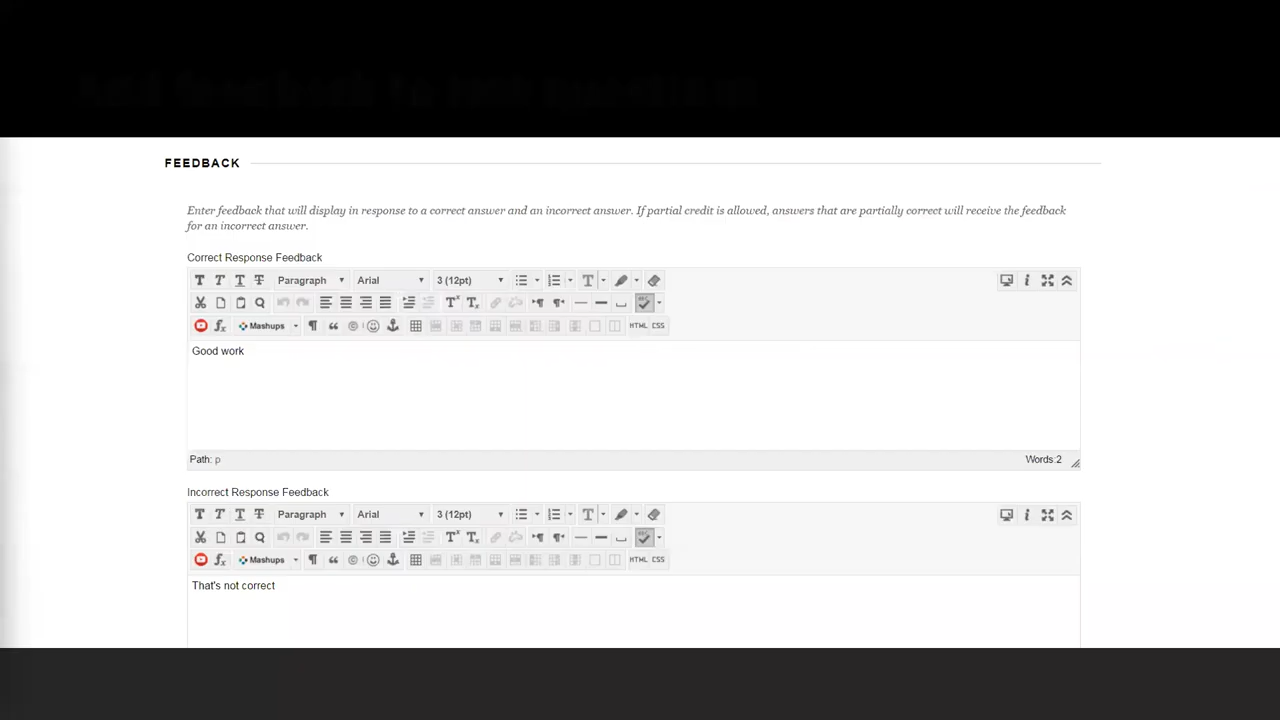 FEEDBACK
Enter feedback that will display in response to a correct answer and an incorrect answer. If partial credit is allowed, answers that are partially correct will receive the feedback
for an incorrect answer.
Correct Response Feedback
T T T T Paragraph Arial 3 (12pt) T
Mashups HTML CSS
Good work
Path: p Words:2
Incorrect Response Feedback
T T T T Paragraph Arial 3 (12pt) T
Mashups HTML CSS
That's not correct